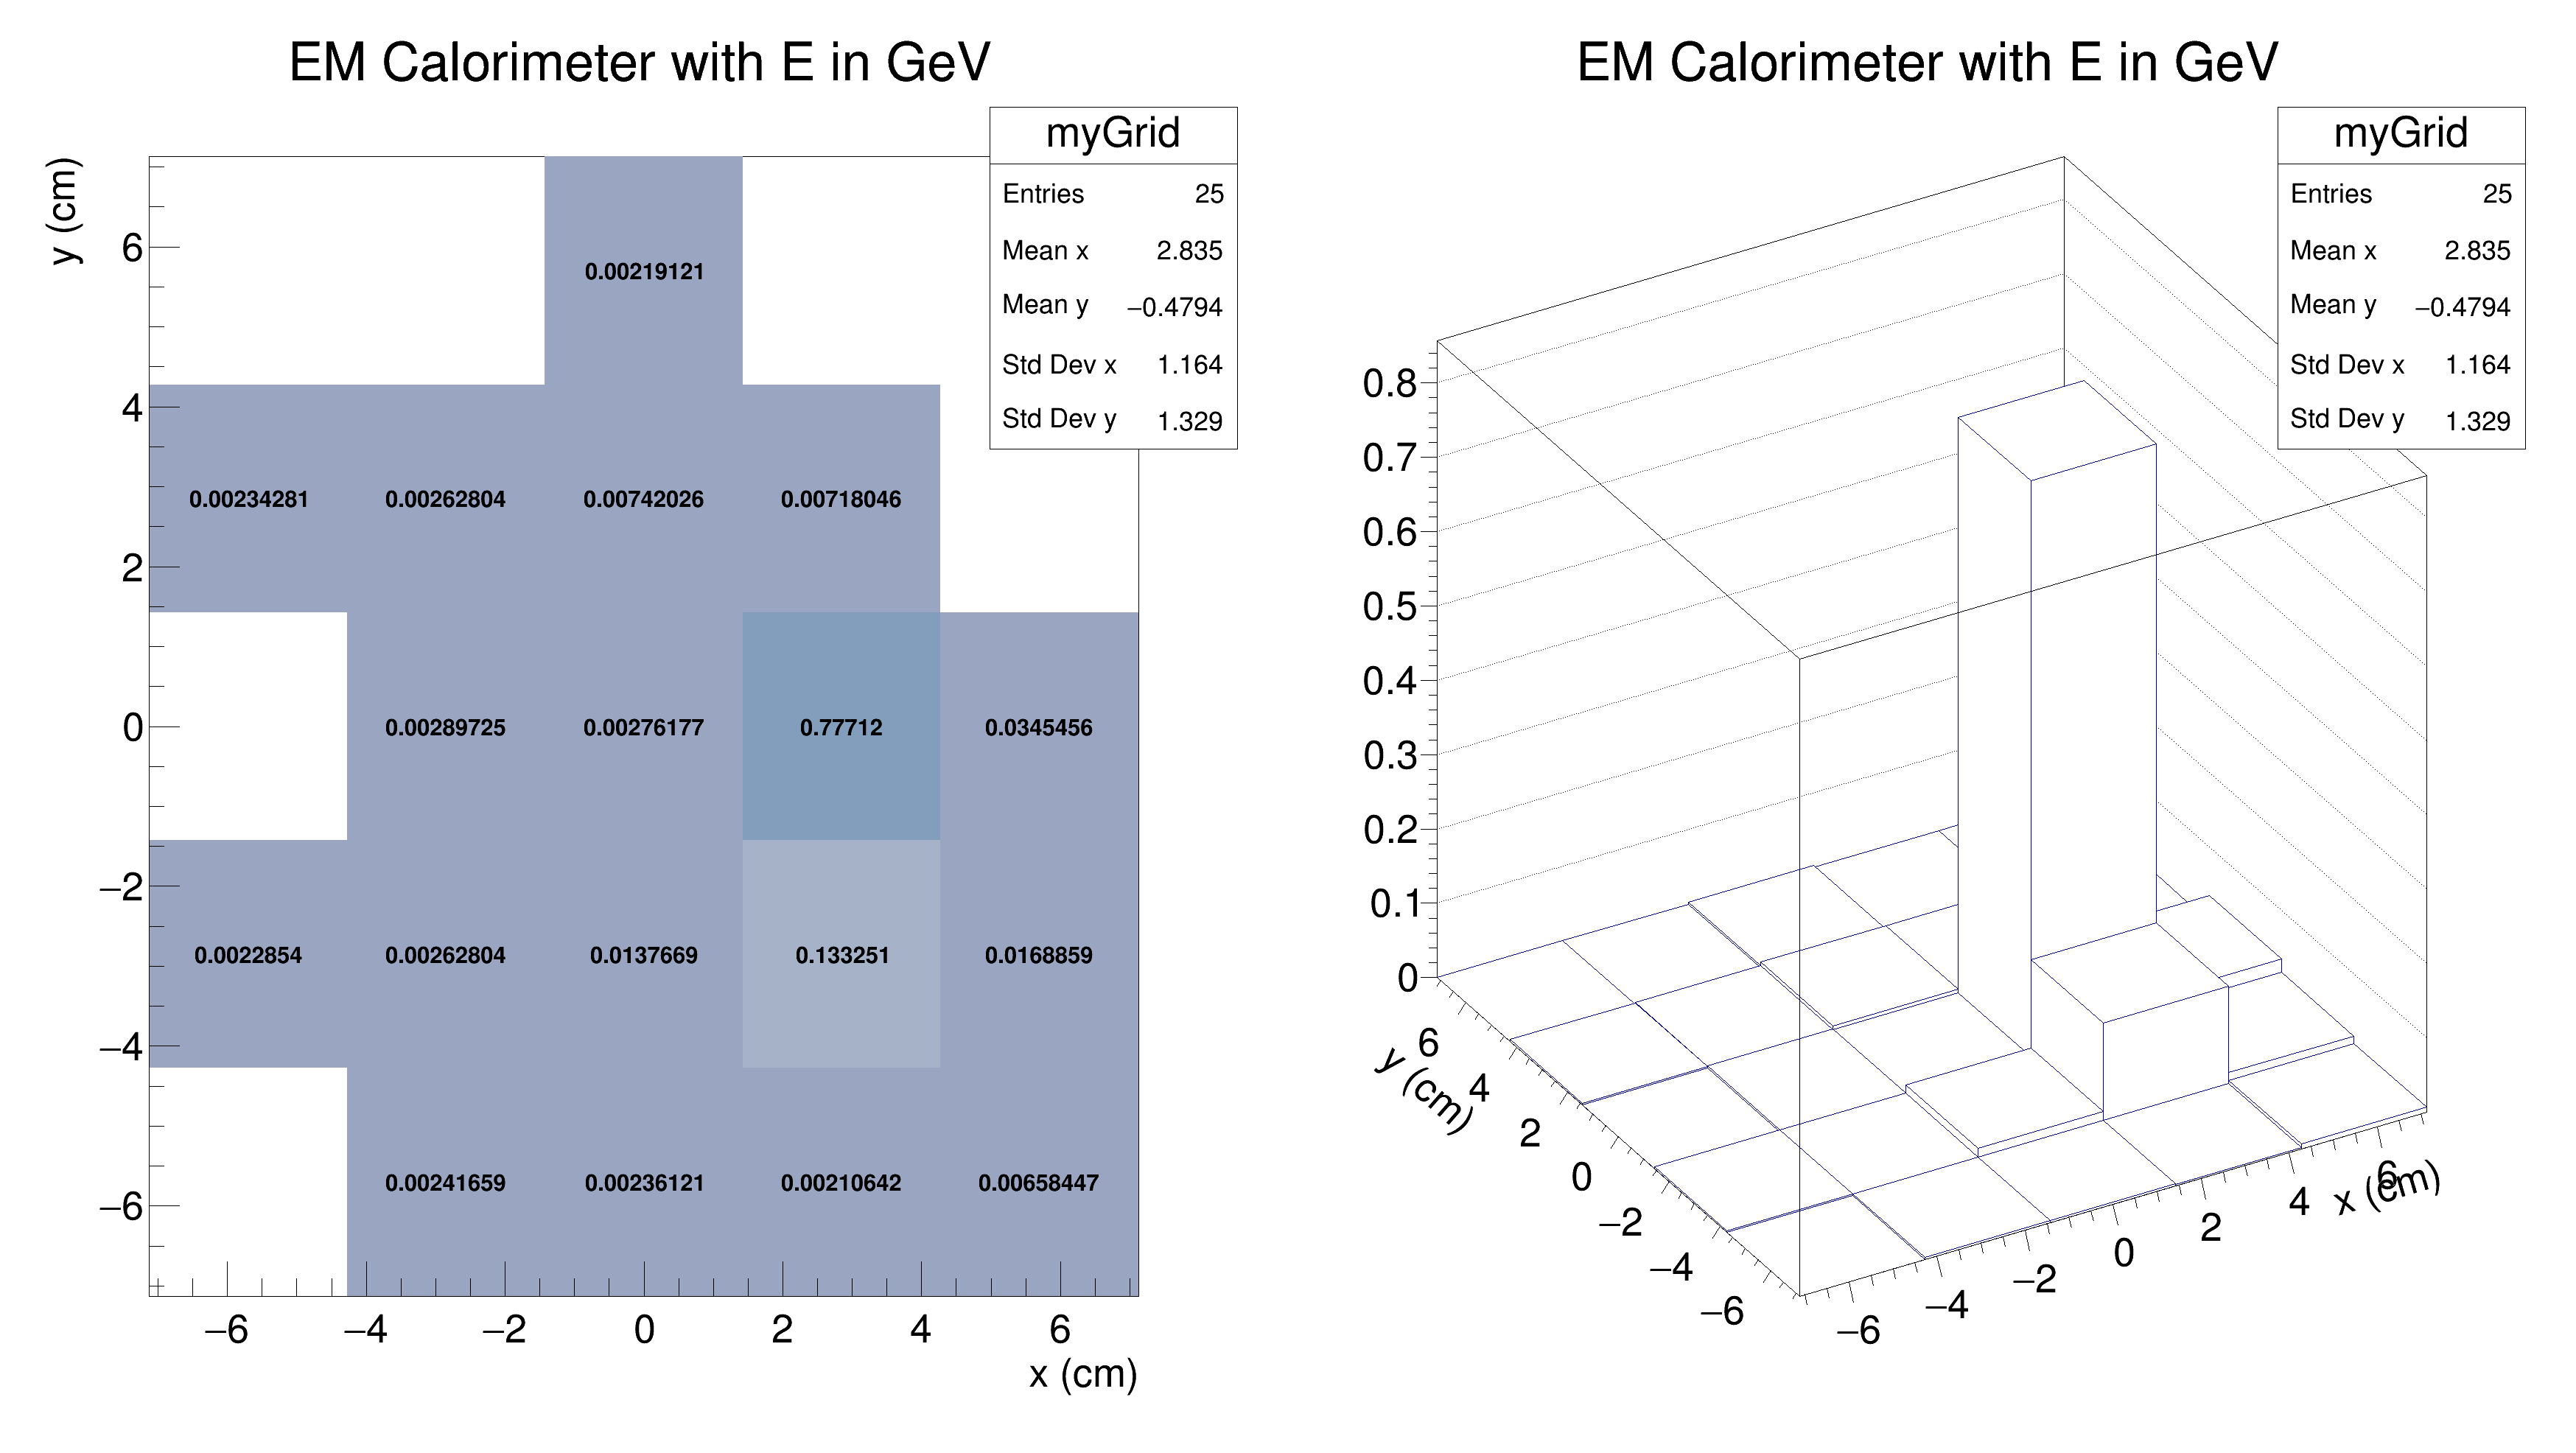 EM Calorimeter with E in GeV
myGrid
Entries 25
Mean x 2.835
Mean y −0.4794
Std Dev x 1.164
Std Dev y 1.329
y (cm)
6
4
2
0
−2
−4
−6
0.00219121
0.00234281 0.00262804 0.00742026 0.00718046
0.00289725 0.00276177 0.77712 0.0345456
0.0022854 0.00262804 0.0137669 0.133251 0.0168859
0.00241659 0.00236121 0.00210642 0.00658447
−6 −4 −2 0 2 4 6
x (cm)
EM Calorimeter with E in GeV
myGrid
Entries 25
Mean x 2.835
Mean y −0.4794
Std Dev x 1.164
Std Dev y 1.329
0.8
0.7
0.6
0.5
0.4
0.3
0.2
0.1
0
y (cm)
6
4
2
0
−2
−4
−6
−6 −4 −2 0 2 4 6
x (cm)